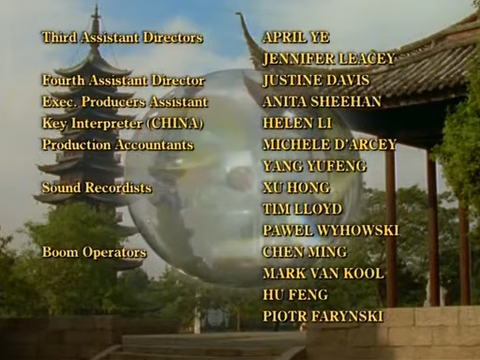 Third Assistant Directors APRIL YE
JENNIFER LEACEY
Fourth Assistant Director JUSTINE DAVIS
Exec. Producers Assistant ANITA SHEEHAN
Key Interpreter (CHINA) HELEN LI
Production Accountants MICHELE D'ARCEY
YANG YUFENG
Sound Recordists XU HONG
TIM LLOYD
PAWEL WYHOWSKI
Boom Operators CHEN MING
MARK VAN KOOL
HU FENG
PIOTR FARYNSKI